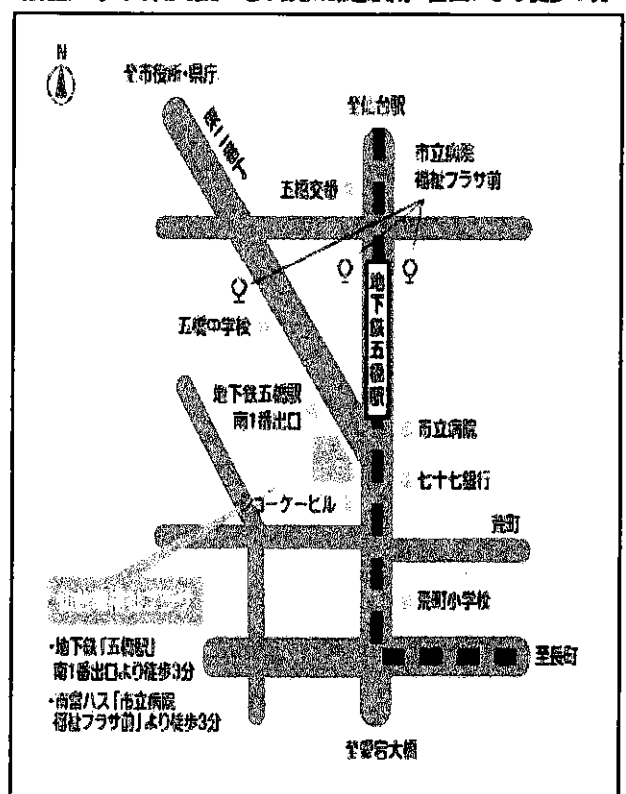 N
至市役所・県庁
至仙台駅
東二番丁
市立病院
福祉プラザ前
五橋交番
地下鉄五橋駅
五橋中学校
地下鉄五橋駅
南1番出口
市立病院
七十七銀行
ショーケービル
荒町
荒町小学校
・地下鉄「五橋駅」
南1番出口より徒歩3分
・市営バス「市立病院
福祉プラザ前」より徒歩3分
至長町
至愛宕大橋